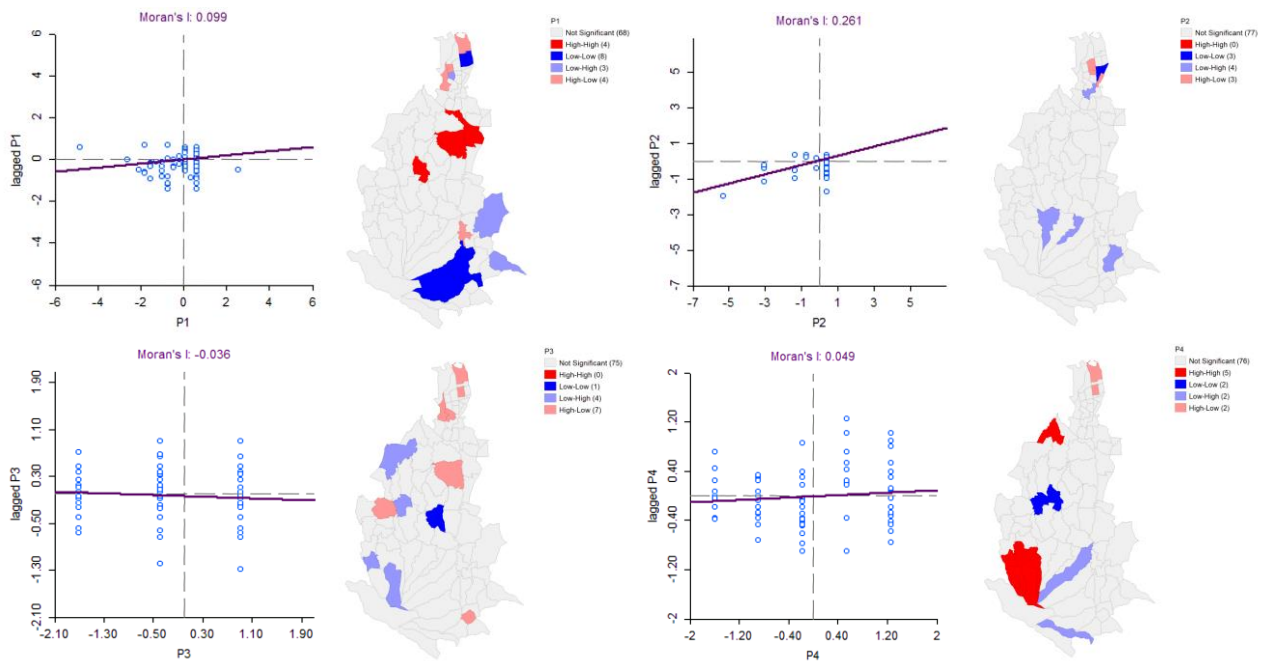 Moran's I: 0.099
6
4
2
0
-2
-4
-6
lagged P1
-6
-4
-2
0
2
4
6
P1
P1
Not Significant (68)
High-High (4)
Low-Low (8)
Low-High (3)
High-Low (4)
Moran's I: 0.261
5
3
1
-1
-3
-5
-7
lagged P2
-7
-5
-3
-1
1
3
5
P2
P2
Not Significant (77)
High-High (0)
Low-Low (3)
Low-High (4)
High-Low (3)
Moran's I: -0.036
1.90
1.10
0.30
-0.50
-1.30
-2.10
lagged P3
-2.10
-1.30
-0.50
0.30
1.10
1.90
P3
P3
Not Significant (75)
High-High (0)
Low-Low (1)
Low-High (4)
High-Low (7)
Moran's I: 0.049
2
1.20
0.40
-0.40
-1.20
-2
lagged P4
-2
-1.20
-0.40
0.40
1.20
2
P4
P4
Not Significant (76)
High-High (5)
Low-Low (2)
Low-High (2)
High-Low (2)